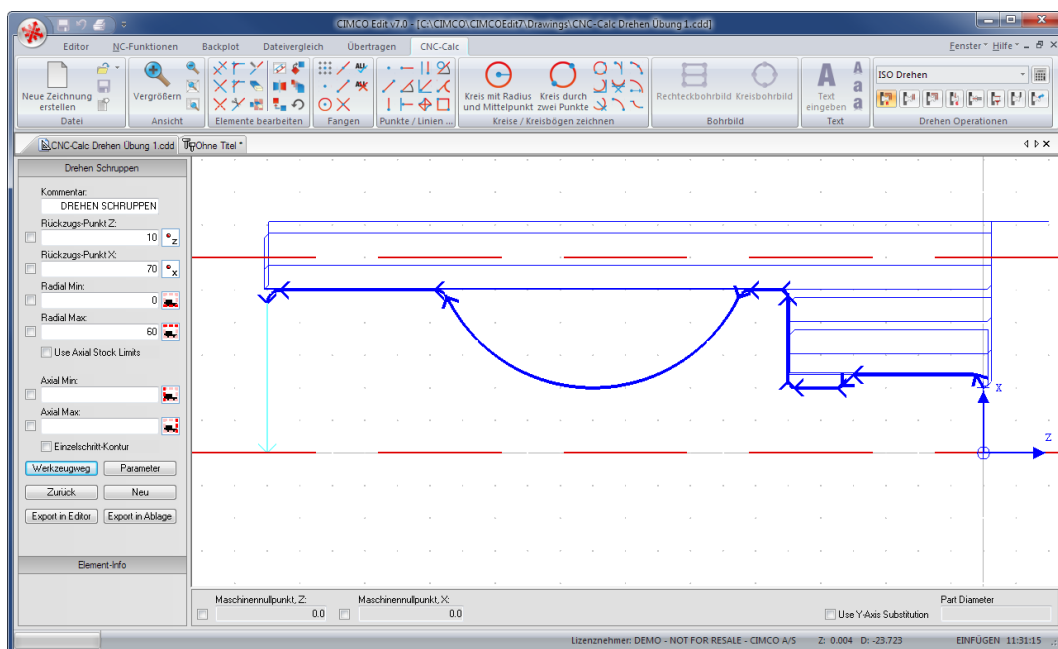 CIMCO Edit v7.0 - [C:\CIMCO\CIMCOEdit7\Drawings\CNC-Calc Drehen Übung 1.cdd]
Editor NC-Funktionen Backplot Dateivergleich Übertragen CNC-Calc Fenster Hilfe
Neue Zeichnung erstellen
Datei
Vergrößern
Ansicht
Elemente bearbeiten
Fangen
Punkte / Linien ...
Kreis mit Radius und Mittelpunkt
Kreis durch zwei Punkte
Kreise / Kreisbögen zeichnen
Rechteckbohrbild Kreisbohrbild
Bohrbild
Text eingeben
Text
ISO Drehen
Drehen Operationen
CNC-Calc Drehen Übung 1.cdd Ohne Titel *
Drehen Schruppen
Kommentar:
DREHEN SCHRUPPEN
Rückzugs-Punkt Z:
10
Rückzugs-Punkt X:
70
Radial Min:
0
Radial Max:
60
Use Axial Stock Limits
Axial Min:
Axial Max:
Einzelschritt-Kontur
Werkzeugweg Parameter
Zurück Neu
Export in Editor Export in Ablage
Element-Info
X
Z
Maschinennullpunkt, Z: Maschinennullpunkt, X: Part Diameter
0.0 0.0 Use Y-Axis Substitution
Lizenznehmer: DEMO - NOT FOR RESALE - CIMCO A/S Z: 0.004 D: -23.723 EINFÜGEN 11:31:15